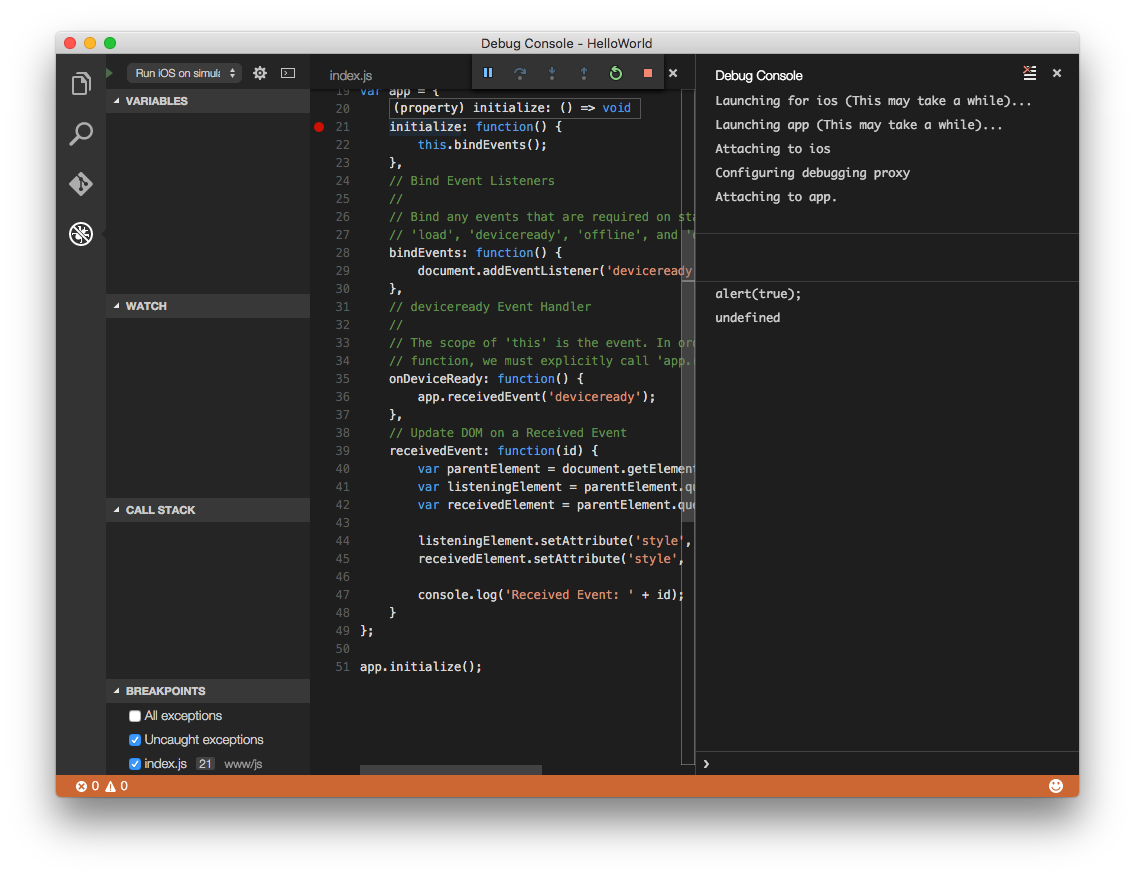 Debug Console - HelloWorld
Run iOS on simula
VARIABLES
WATCH
CALL STACK
BREAKPOINTS
All exceptions
Uncaught exceptions
index.js 21 www/js
0 0
index.js
19 var app = {
20
(property) initialize: () => void
21 initialize: function() {
22 this.bindEvents();
23 },
24 // Bind Event Listeners
25 //
26 // Bind any events that are required on sta
27 // 'load', 'deviceready', 'offline', and 'o
28 bindEvents: function() {
29 document.addEventListener('deviceready
30 },
31 // deviceready Event Handler
32 //
33 // The scope of 'this' is the event. In ord
34 // function, we must explicitly call 'app.
35 onDeviceReady: function() {
36 app.receivedEvent('deviceready');
37 },
38 // Update DOM on a Received Event
39 receivedEvent: function(id) {
40 var parentElement = document.getElement
41 var listeningElement = parentElement.qu
42 var receivedElement = parentElement.que
43
44 listeningElement.setAttribute('style',
45 receivedElement.setAttribute('style',
46
47 console.log('Received Event: ' + id);
48 }
49 };
50
51 app.initialize();
Debug Console
Launching for ios (This may take a while)...
Launching app (This may take a while)...
Attaching to ios
Configuring debugging proxy
Attaching to app.
alert(true);
undefined